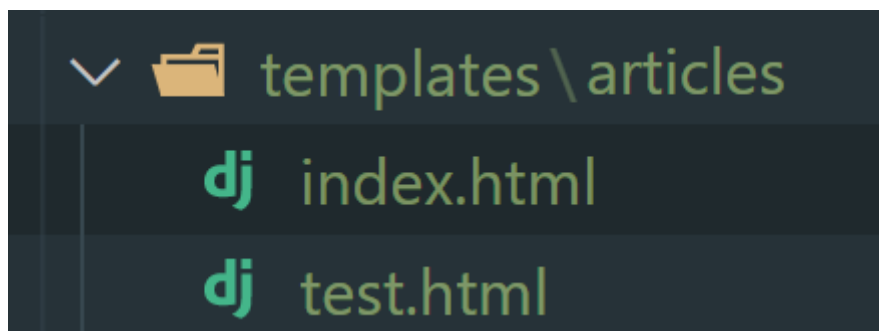 templates\articles
dj index.html
dj test.html